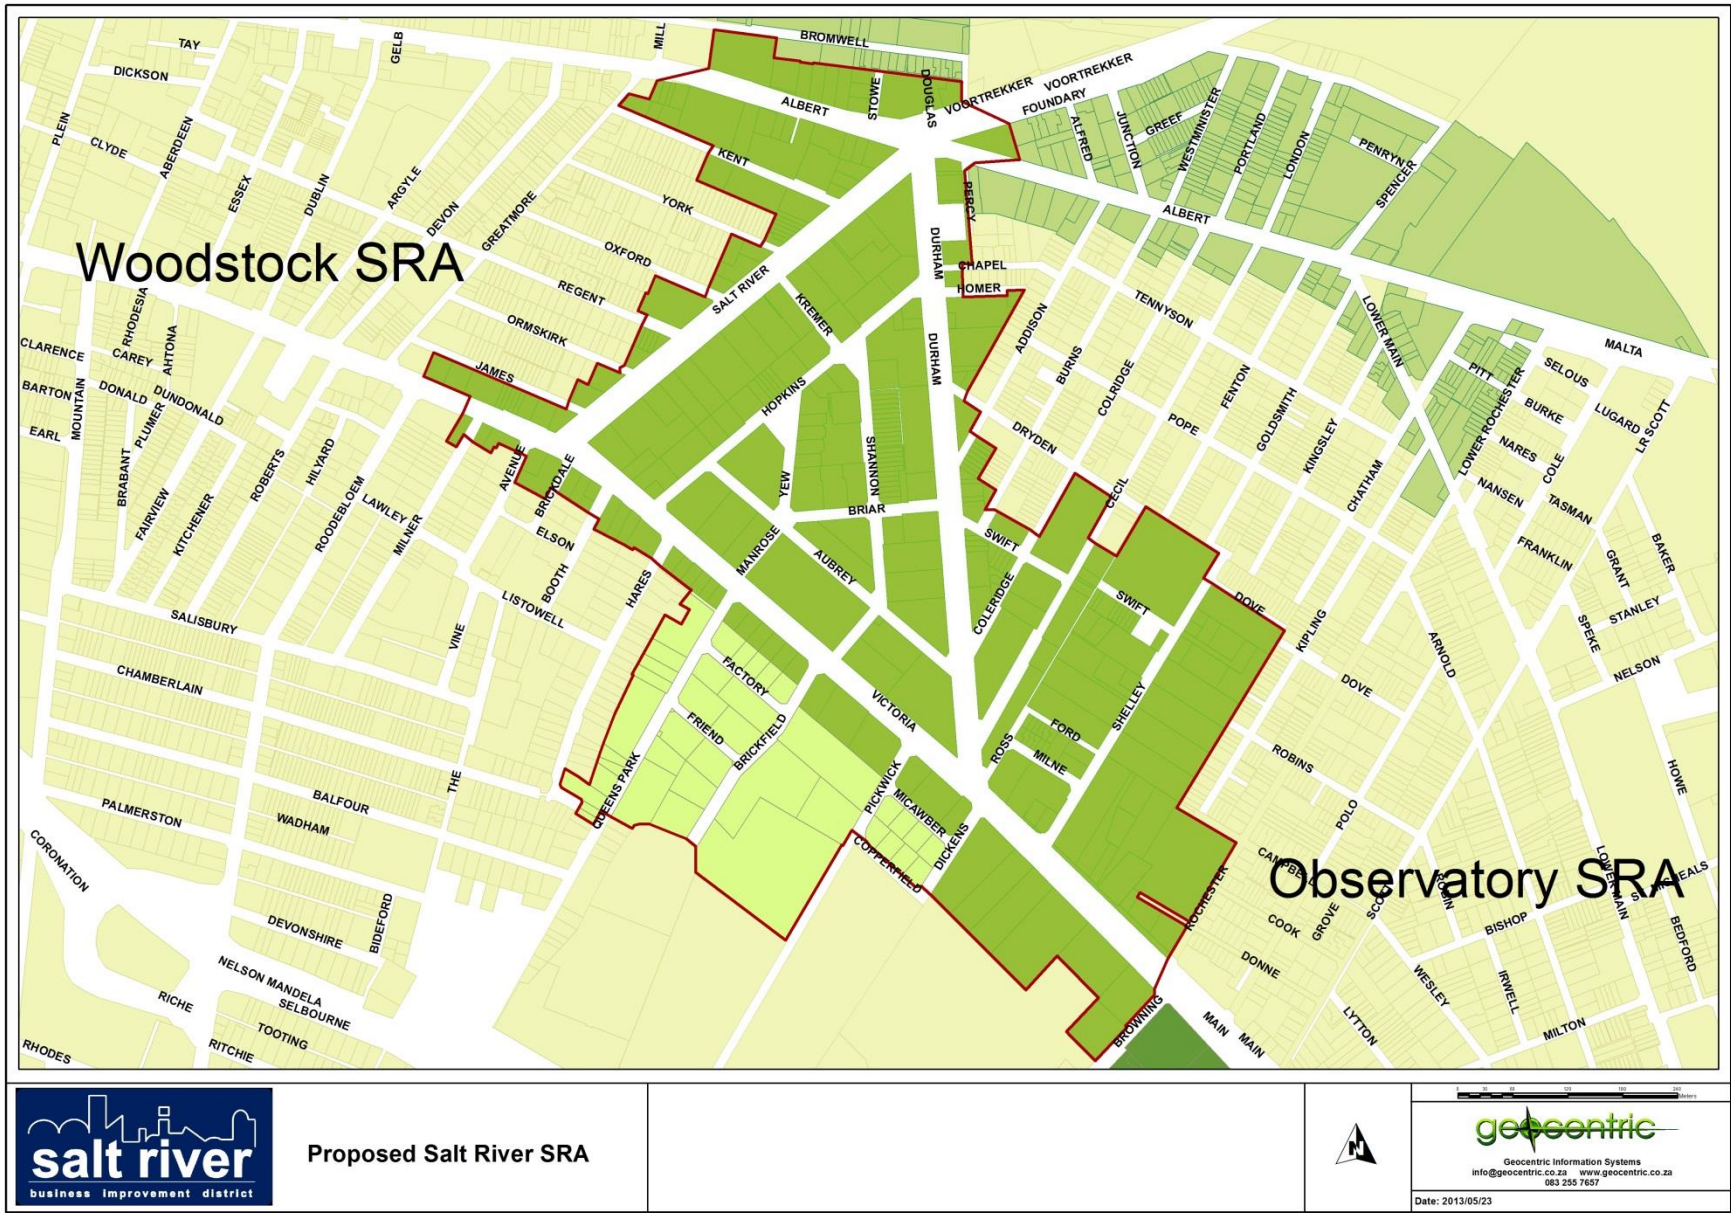 BROMWELL
TAY
GELB
MILL
DICKSON
STOWE
DOUGLAS
VOORTREKKER
VOORTREKKER
FOUNDARY
ALBERT
PLEIN
CLYDE
ABERDEEN
ESSEX
DUBLIN
ARGYLE
DEVON
GREATMORE
KENT
YORK
OXFORD
REGENT
ORMSKIRK
JAMES
SALT RIVER
PERCY
ALFRED
JUNCTION
GREEF
WESTMINISTER
PORTLAND
LONDON
PENRYN
SPENCER
ALBERT
Woodstock SRA
RHODESIA
AHTONA
CLARENCE
CAREY
BARTON
DONALD
DUNDONALD
EARL
MOUNTAIN
BRABANT
PLUMER
FAIRVIEW
KITCHENER
ROBERTS
HILYARD
ROODEBLOEM
LAWLEY
MILNER
AVENUE
BRICKDALE
ELSON
BOOTH
HARES
LISTOWELL
VINE
SALISBURY
CHAMBERLAIN
THE
BALFOUR
WADHAM
PALMERSTON
CORONATION
DEVONSHIRE
BIDEFORD
NELSON MANDELA
SELBOURNE
RICHE
TOOTING
RITCHIE
RHODES
DURHAM
CHAPEL
HOMER
KREMER
DURHAM
HOPKINS
SHANNON
YEW
BRIAR
MANROSE
AUBREY
TENNYSON
ADDISON
BURNS
COLRIDGE
DRYDEN
POPE
FENTON
GOLDSMITH
KINGSLEY
CHATHAM
CECIL
SWIFT
COLERIDGE
SWIFT
DOVE
KIPLING
DOVE
SHELLEY
FORD
MILNE
ROSS
VICTORIA
FACTORY
FRIEND
BRICKFIELD
QUEENS PARK
PICKWICK
MICAWBER
DICKENS
COPPERFIELD
ROCHESTER
BROWNING
MAIN
MAIN
LOWER MAIN
MALTA
PITT
SELOUS
LOWER ROCHESTER
BURKE
LUGARD
LR SCOTT
NARES
COLE
NANSEN
TASMAN
FRANKLIN
GRANT
BAKER
STANLEY
SPEKE
NELSON
ARNOLD
ROBINS
POLO
HOWE
CAMPBELL
Observatory SRA
COOK
GROVE
SCOTT
LOWER MAIN
BISHOP
BEDFORD
DONNE
WESLEY
IRWELL
LYTTON
MILTON
salt river
business improvement district
Proposed Salt River SRA
N
Meters
geocentric
Geocentric Information Systems
info@geocentric.co.za www.geocentric.co.za
083 255 7657
Date: 2013/05/23